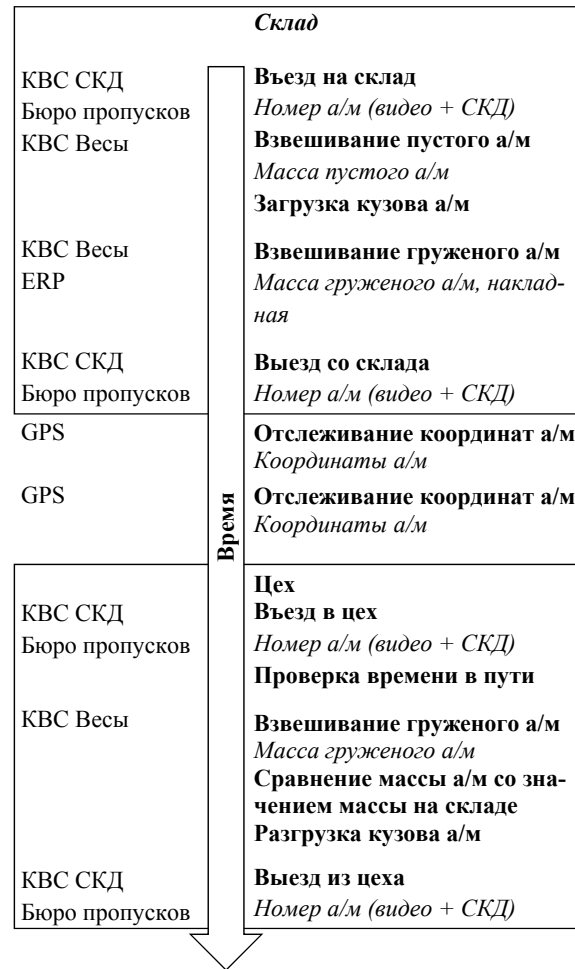 Склад
КВС СКД Въезд на склад
Бюро пропусков Номер а/м (видео + СКД)
КВС Весы Взвешивание пустого а/м
Масса пустого а/м
Загрузка кузова а/м
КВС Весы Взвешивание груженого а/м
ERP Масса груженого а/м, наклад-
ная
КВС СКД Выезд со склада
Бюро пропусков Номер а/м (видео + СКД)
GPS Отслеживание координат а/м
Координаты а/м
GPS Отслеживание координат а/м
Координаты а/м
Время
Цех
КВС СКД Въезд в цех
Бюро пропусков Номер а/м (видео + СКД)
Проверка времени в пути
КВС Весы Взвешивание груженого а/м
Масса груженого а/м
Сравнение массы а/м со зна-
чением массы на складе
Разгрузка кузова а/м
КВС СКД Выезд из цеха
Бюро пропусков Номер а/м (видео + СКД)